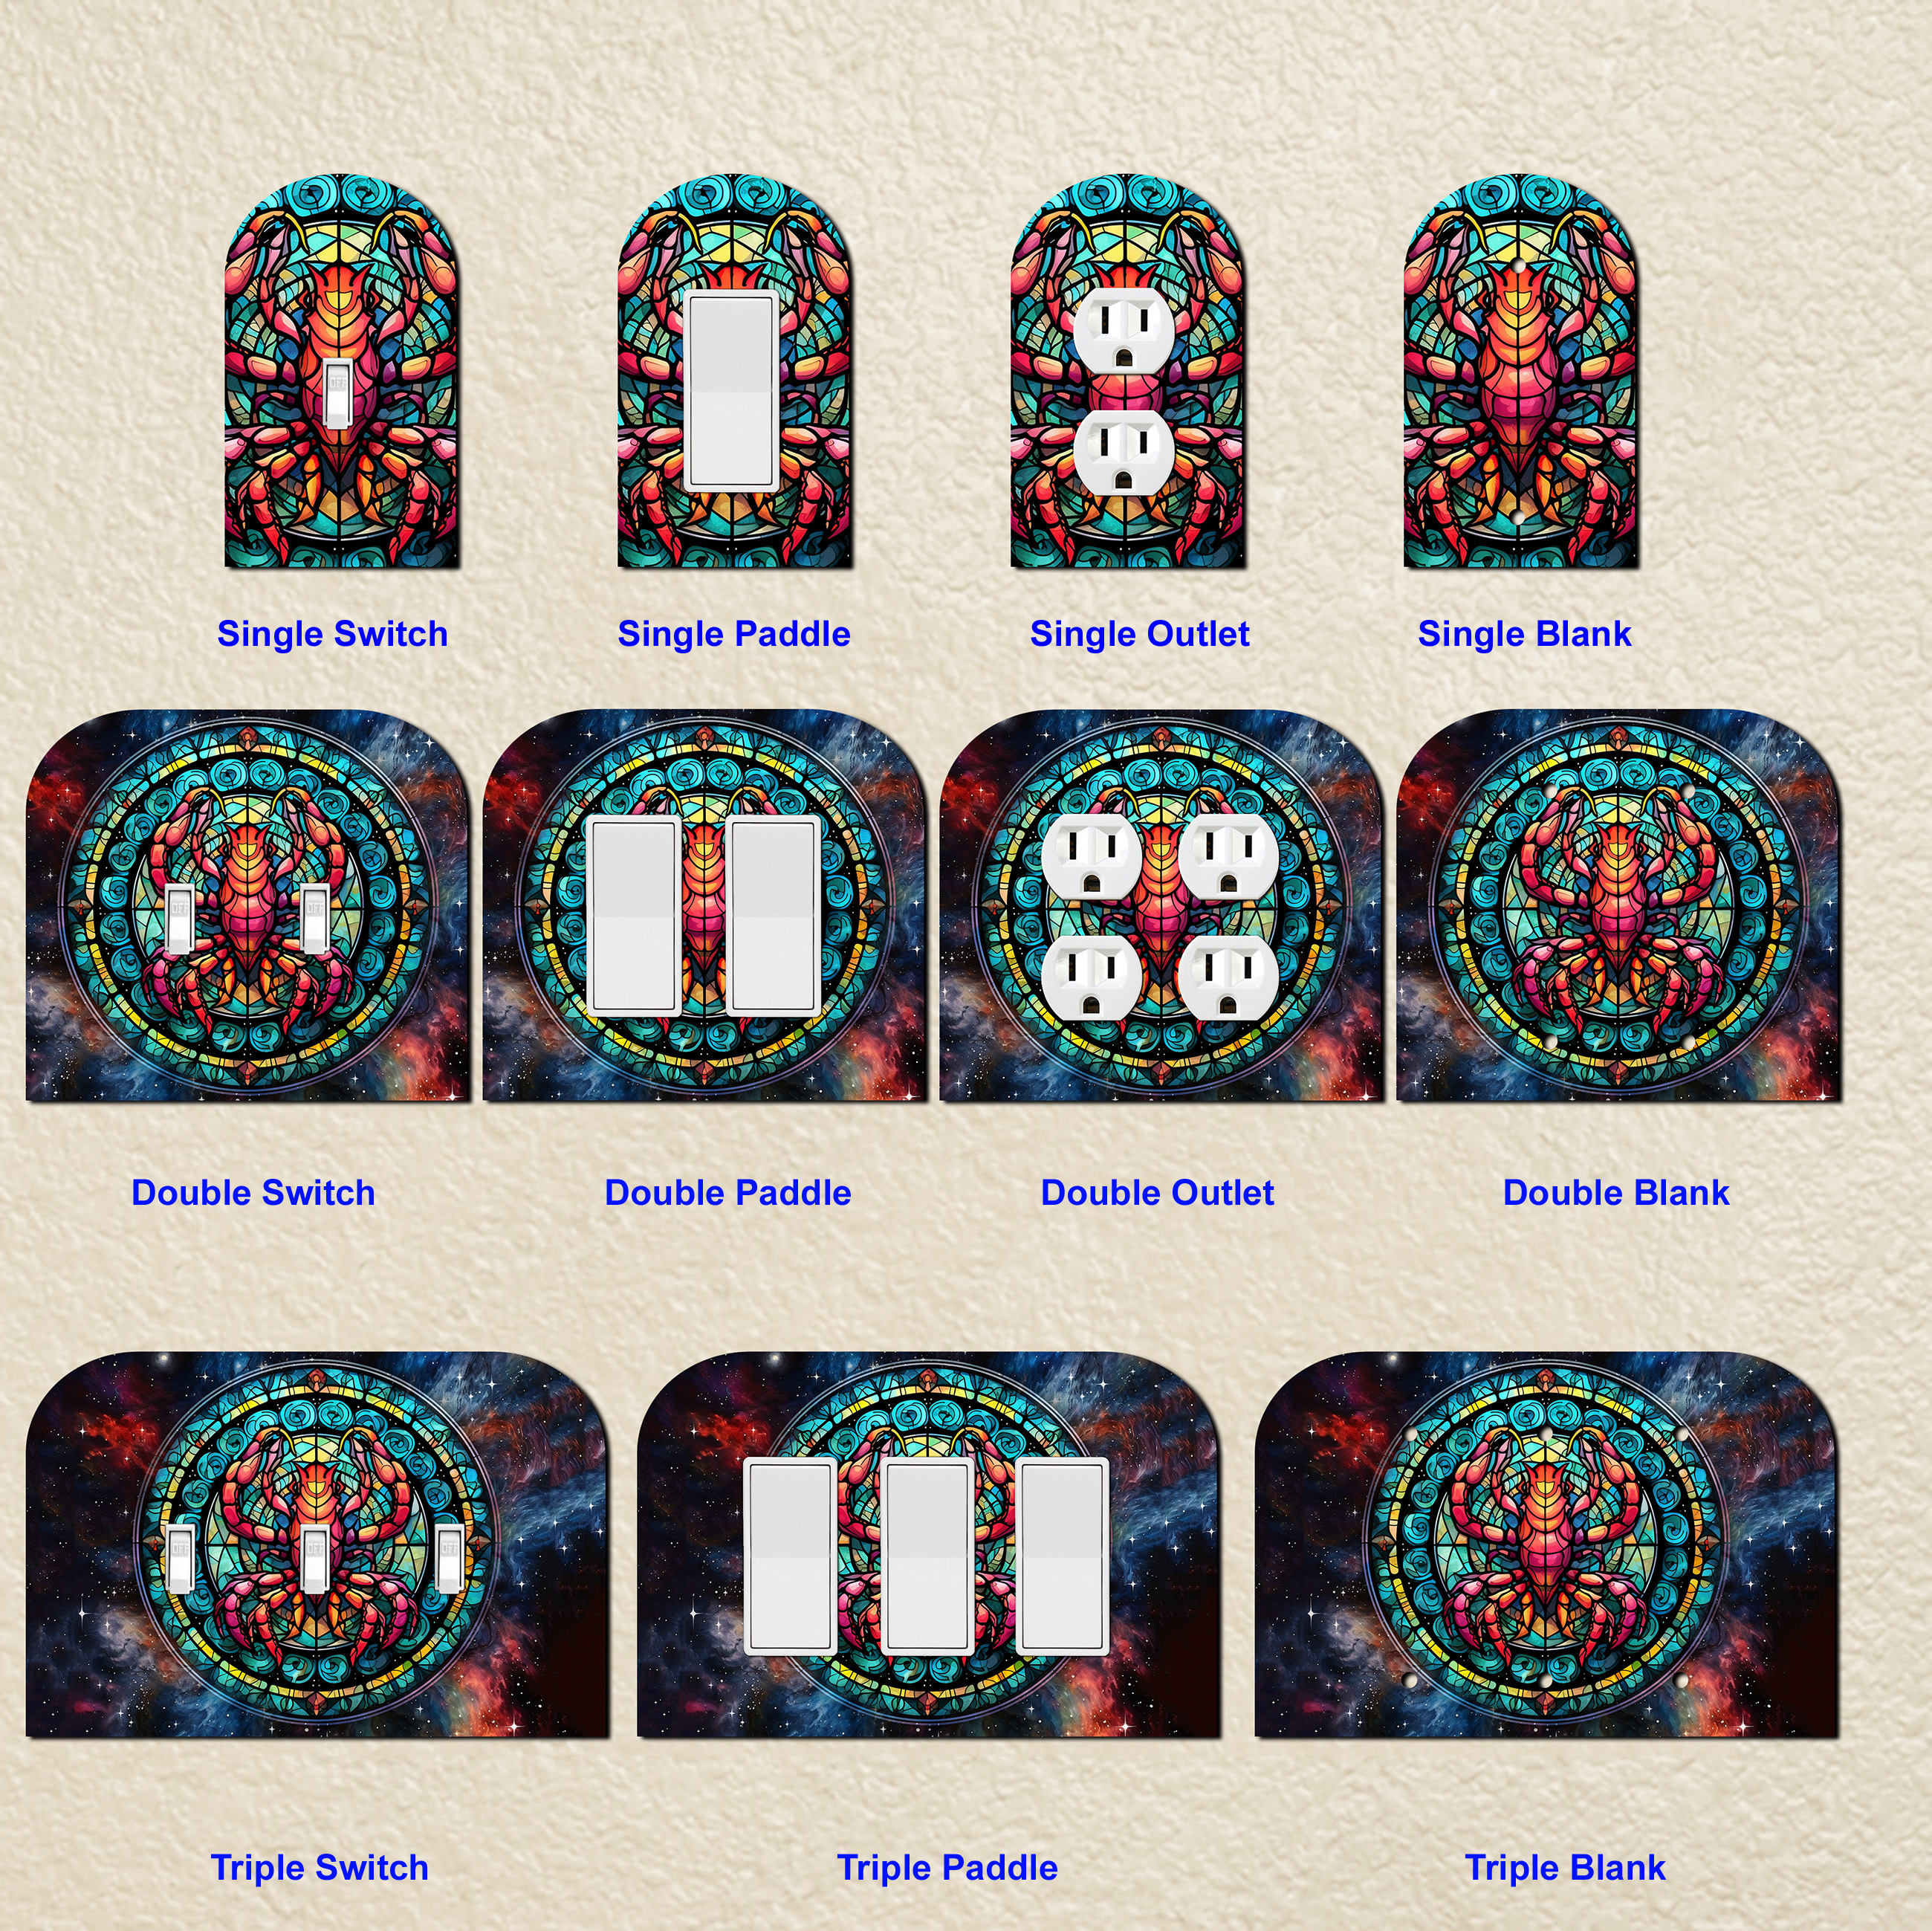 OFF
Single Switch
Single Paddle
Single Outlet
Single Blank
OFF
OFF
Double Switch
Double Paddle
Double Outlet
Double Blank
OFF
OFF
OFF
Triple Switch
Triple Paddle
Triple Blank